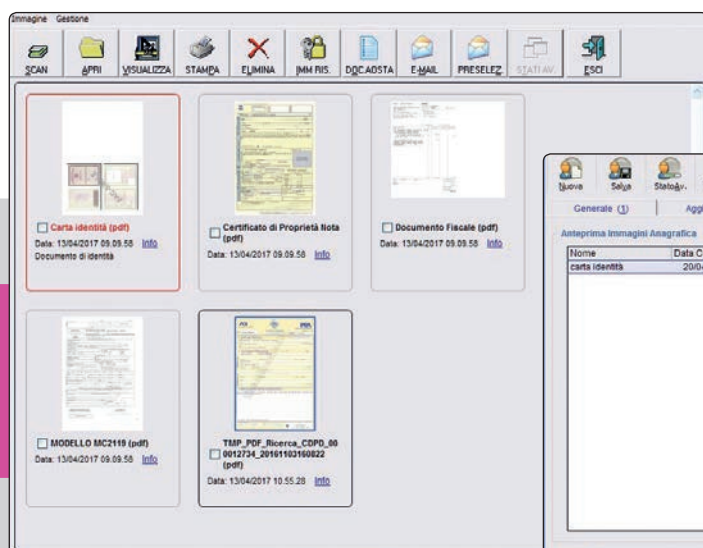 Immagine Gestione
SCAN APRI VISUALIZZA STAMPA ELIMINA IMM RIS. DOC.AOSTA E-MAIL PRESELEZ STATI AV. ESCI
Carta identità (pdf)
Data: 13/04/2017 09.09.58 Info
Documento di identità
Certificato di Proprietà Nota
(pdf)
Data: 13/04/2017 09.09.58 Info
Documento Fiscale (pdf)
Data: 13/04/2017 09.09.58 Info
MODELLO MC2119 (pdf)
Data: 13/04/2017 09.09.58 Info
TMP_PDF_Ricerca_CDPD_00
0012734_20161103160822
(pdf)
Data: 13/04/2017 10.55.28 Info
Nuova Salva StatoAv.
Generale (1) Aggi
Anteprima Immagini Anagrafica
Nome Data C
carta identità 20/0